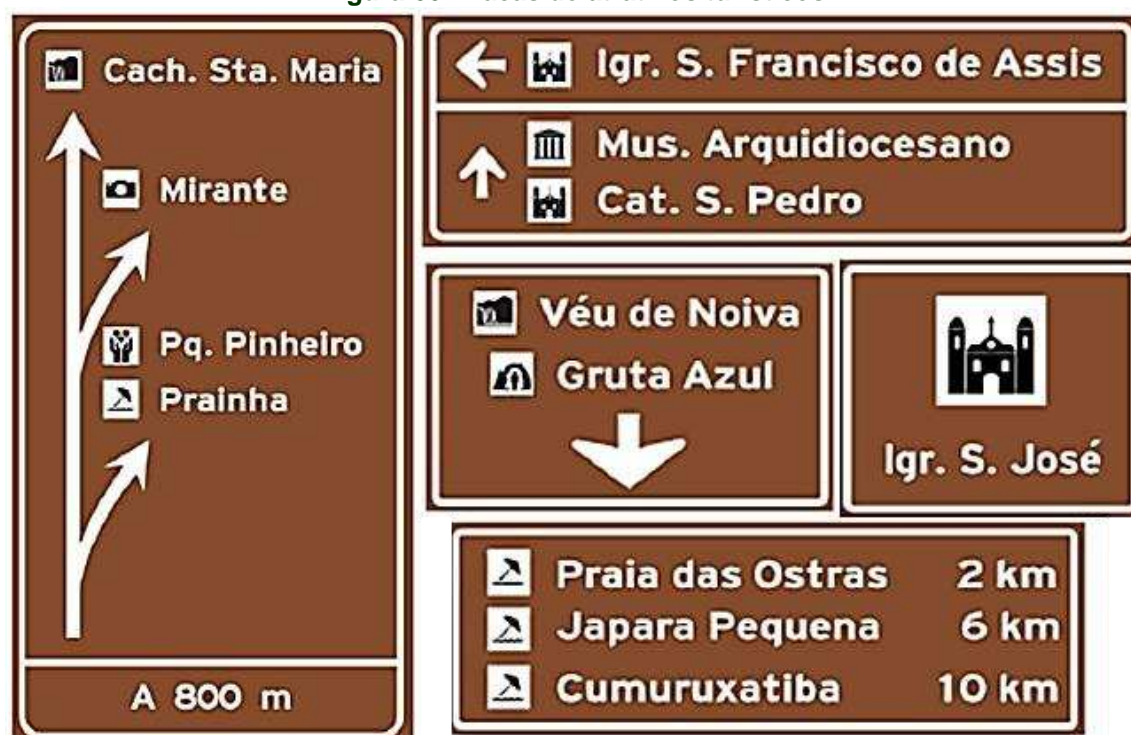 Cach. Sta. Maria
Mirante
Pq. Pinheiro
Prainha
A 800 m
Igr. S. Francisco de Assis
Mus. Arquidiocesano
Cat. S. Pedro
Véu de Noiva
Gruta Azul
Igr. S. José
Praia das Ostras 2 km
Japara Pequena 6 km
Cumuruxatiba 10 km